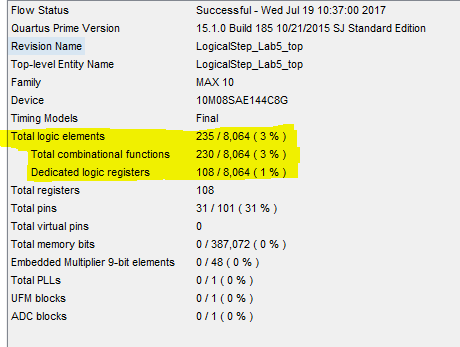 Flow Status Successful - Wed Jul 19 10:37:00 2017
Quartus Prime Version 15.1.0 Build 185 10/21/2015 SJ Standard Edition
Revision Name LogicalStep_Lab5_top
Top-level Entity Name LogicalStep_Lab5_top
Family MAX 10
Device 10M08SAE144C8G
Timing Models Final
Total logic elements 235 / 8,064 ( 3 % )
Total combinational functions 230 / 8,064 ( 3 % )
Dedicated logic registers 108 / 8,064 ( 1 % )
Total registers 108
Total pins 31 / 101 ( 31 % )
Total virtual pins 0
Total memory bits 0 / 387,072 ( 0 % )
Embedded Multiplier 9-bit elements 0 / 48 ( 0 % )
Total PLLs 0 / 1 ( 0 % )
UFM blocks 0 / 1 ( 0 % )
ADC blocks 0 / 1 ( 0 % )